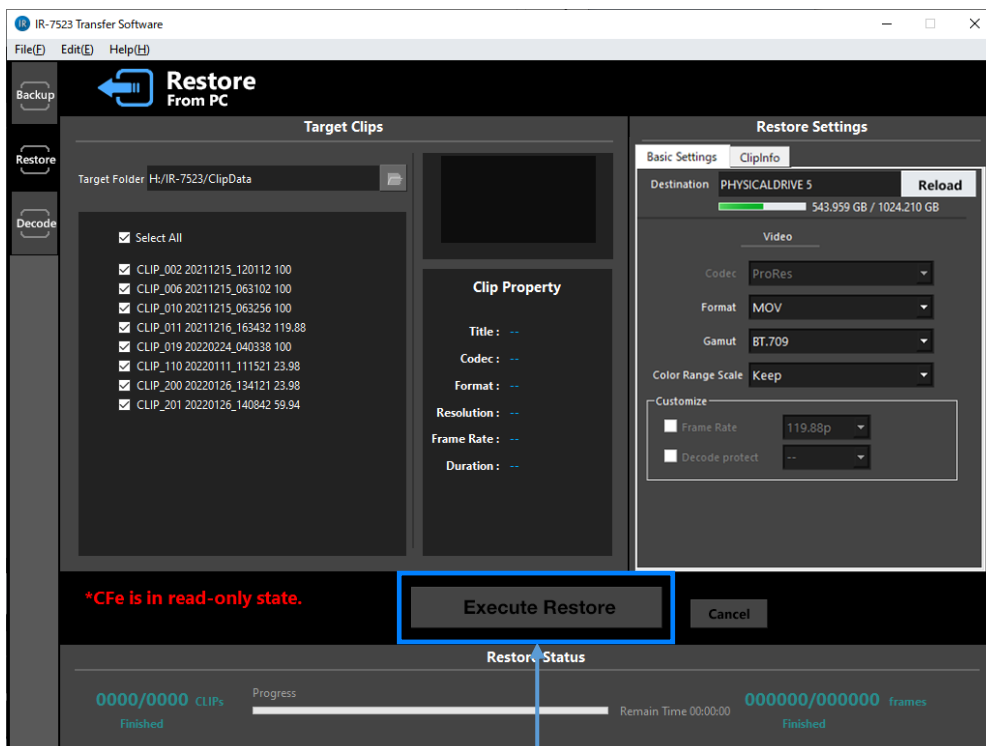 IR-7523 Transfer Software
File(F) Edit(E) Help(H)
Backup
Restore
Decode
Restore
From PC
Target Clips
Target Folder H:/IR-7523/ClipData
Select All
CLIP_002 20211215_120112 100
CLIP_006 20211215_063102 100
CLIP_010 20211215_063256 100
CLIP_011 20211216_163432 119.88
CLIP_019 20220224_040338 100
CLIP_110 20220111_111521 23.98
CLIP_200 20220126_134121 23.98
CLIP_201 20220126_140842 59.94
Clip Property
Title : --
Codec : --
Format : --
Resolution : --
Frame Rate : --
Duration : --
Restore Settings
Basic Settings ClipInfo
Destination PHYSICALDRIVE 5 Reload
543.959 GB / 1024.210 GB
Video
Codec ProRes
Format MOV
Gamut BT.709
Color Range Scale Keep
Customize
Frame Rate 119.88p
Decode protect --
*CFe is in read-only state.
Execute Restore
Cancel
Restore Status
0000/0000 CLIPs
Finished
Progress
Remain Time 00:00:00
000000/000000 frames
Finished